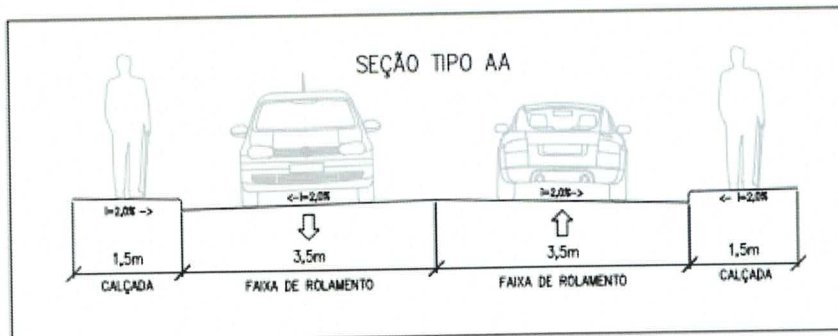 SEÇÃO TIPO AA
i=2,0% ->
<-i=2,0%
i=2,0%->
<- i=2,0%
1,5m
3,5m
3,5m
1,5m
CALÇADA
FAIXA DE ROLAMENTO
FAIXA DE ROLAMENTO
CALÇADA